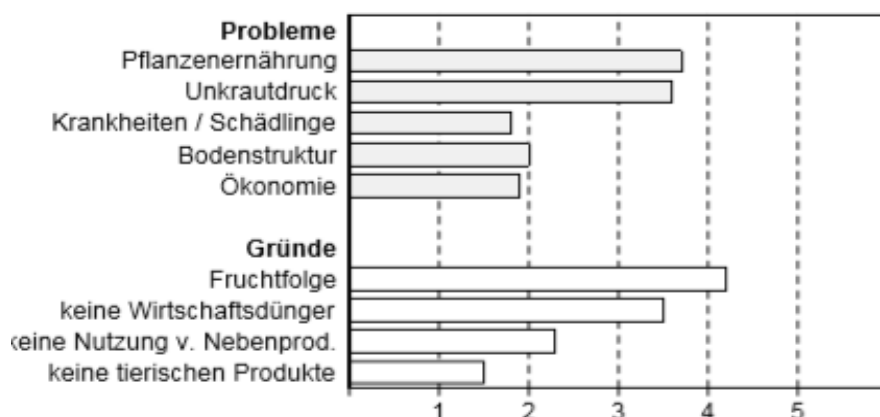 Probleme
Pflanzenernährung
Unkrautdruck
Krankheiten / Schädlinge
Bodenstruktur
Ökonomie
Gründe
Fruchtfolge
keine Wirtschaftsdünger
keine Nutzung v. Nebenprod.
keine tierischen Produkte
1 2 3 4 5